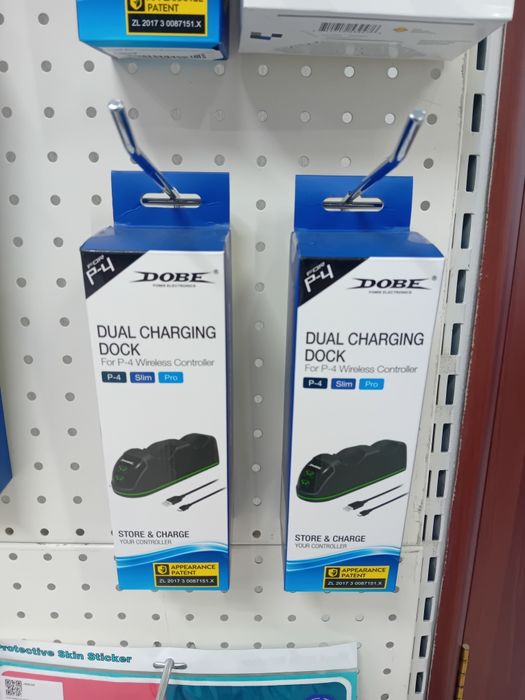 APPEARANCE
PATENT
ZL 2017 3 0087151.X
FOR
P-4
DOBE®
POWER ELECTRONICS
DUAL CHARGING
DOCK
For P-4 Wireless Controller
P-4 Slim Pro
STORE & CHARGE
YOUR CONTROLLER
APPEARANCE
PATENT
ZL 2017 3 0087151.X
FOR
P-4
DOBE®
POWER ELECTRONICS
DUAL CHARGING
DOCK
For P-4 Wireless Controller
P-4 Slim Pro
STORE & CHARGE
YOUR CONTROLLER
APPEARANCE
PATENT
ZL 2017 3 0087151.X
Protective Skin Sticker